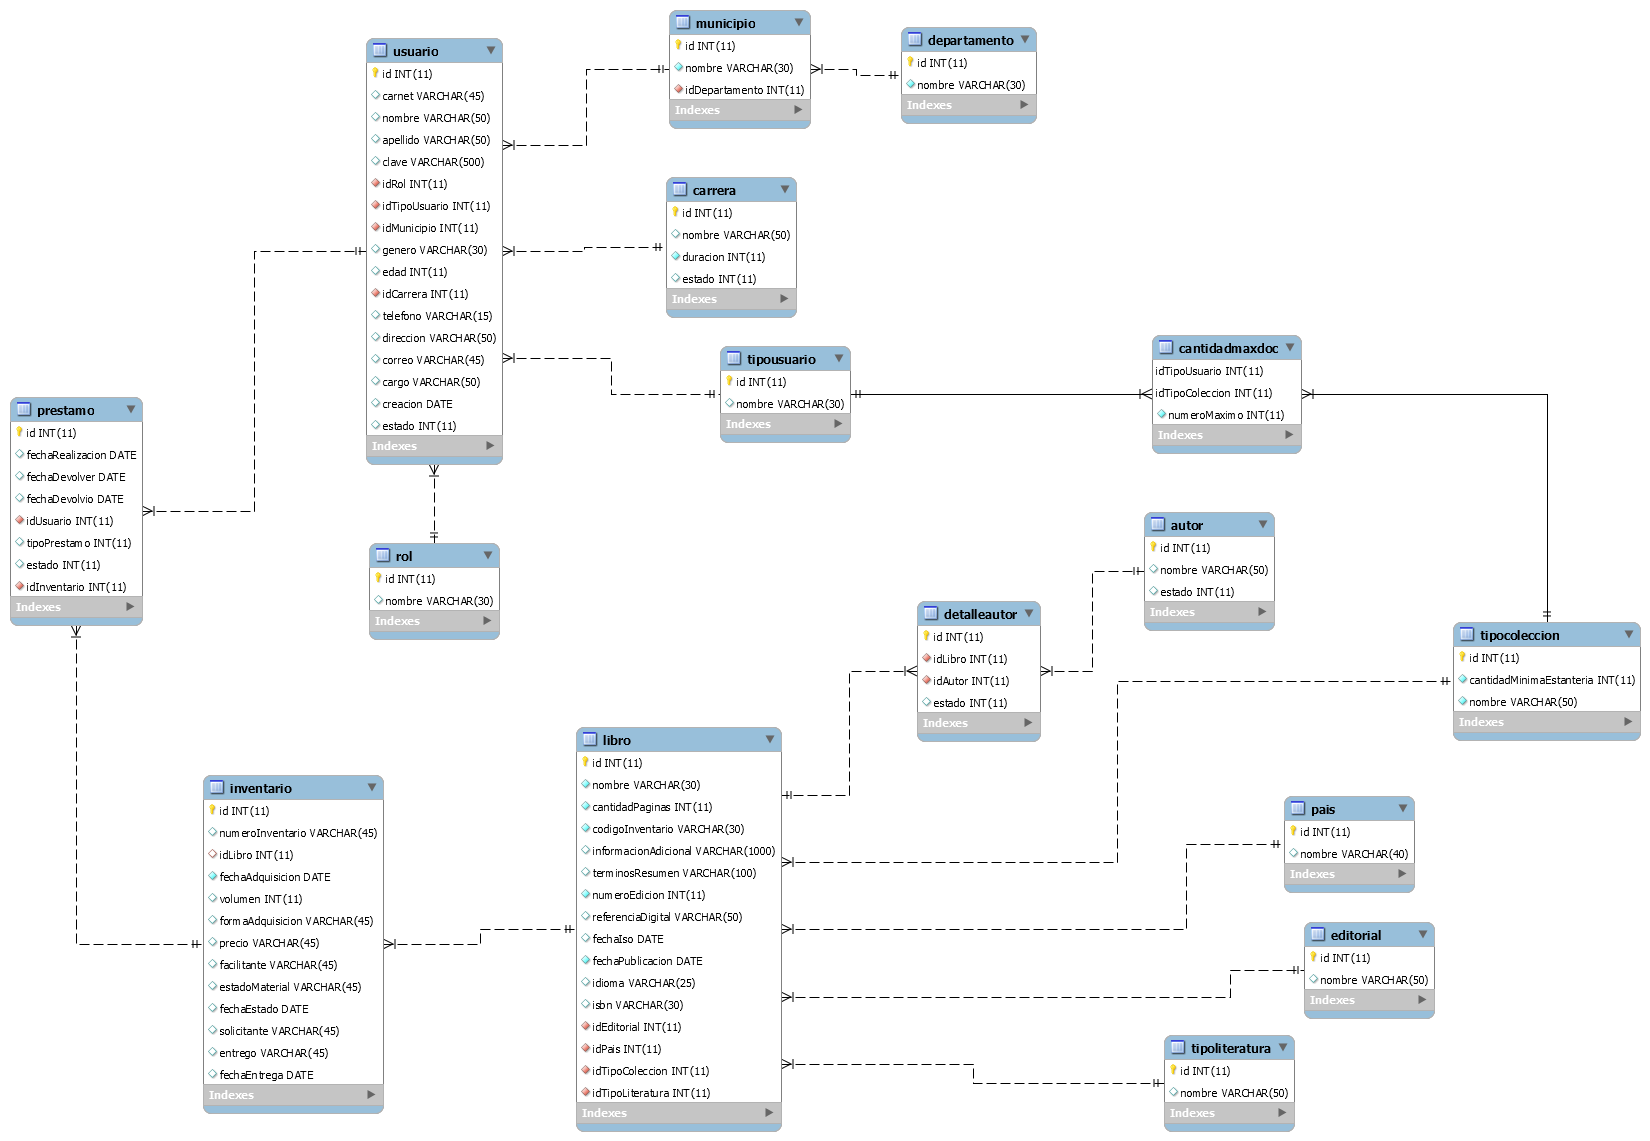 municipio
id INT(11)
nombre VARCHAR(30)
idDepartamento INT(11)
Indexes
departamento
id INT(11)
nombre VARCHAR(30)
Indexes
usuario
id INT(11)
carnet VARCHAR(45)
nombre VARCHAR(50)
apellido VARCHAR(50)
clave VARCHAR(500)
idRol INT(11)
idTipoUsuario INT(11)
idMunicipio INT(11)
genero VARCHAR(30)
edad INT(11)
idCarrera INT(11)
telefono VARCHAR(15)
direccion VARCHAR(50)
correo VARCHAR(45)
cargo VARCHAR(50)
creacion DATE
estado INT(11)
Indexes
carrera
id INT(11)
nombre VARCHAR(50)
duracion INT(11)
estado INT(11)
Indexes
tipousuario
id INT(11)
nombre VARCHAR(30)
Indexes
cantidadmaxdoc
idTipoUsuario INT(11)
idTipoColeccion INT(11)
numeroMaximo INT(11)
Indexes
prestamo
id INT(11)
fechaRealizacion DATE
fechaDevolver DATE
fechaDevolvio DATE
idUsuario INT(11)
tipoPrestamo INT(11)
estado INT(11)
idInventario INT(11)
Indexes
rol
id INT(11)
nombre VARCHAR(30)
Indexes
autor
id INT(11)
nombre VARCHAR(50)
estado INT(11)
Indexes
detalleautor
id INT(11)
idLibro INT(11)
idAutor INT(11)
estado INT(11)
Indexes
tipocoleccion
id INT(11)
cantidadMinimaEstanteria INT(11)
nombre VARCHAR(50)
Indexes
libro
id INT(11)
nombre VARCHAR(30)
cantidadPaginas INT(11)
codigoInventario VARCHAR(30)
informacionAdicional VARCHAR(1000)
terminosResumen VARCHAR(100)
numeroEdicion INT(11)
referenciaDigital VARCHAR(50)
fechaIso DATE
fechaPublicacion DATE
idioma VARCHAR(25)
isbn VARCHAR(30)
idEditorial INT(11)
idPais INT(11)
idTipoColeccion INT(11)
idTipoLiteratura INT(11)
Indexes
inventario
id INT(11)
numeroInventario VARCHAR(45)
idLibro INT(11)
fechaAdquisicion DATE
volumen INT(11)
formaAdquisicion VARCHAR(45)
precio VARCHAR(45)
facilitante VARCHAR(45)
estadoMaterial VARCHAR(45)
fechaEstado DATE
solicitante VARCHAR(45)
entrego VARCHAR(45)
fechaEntrega DATE
Indexes
pais
id INT(11)
nombre VARCHAR(40)
Indexes
editorial
id INT(11)
nombre VARCHAR(50)
Indexes
tipoliteratura
id INT(11)
nombre VARCHAR(50)
Indexes